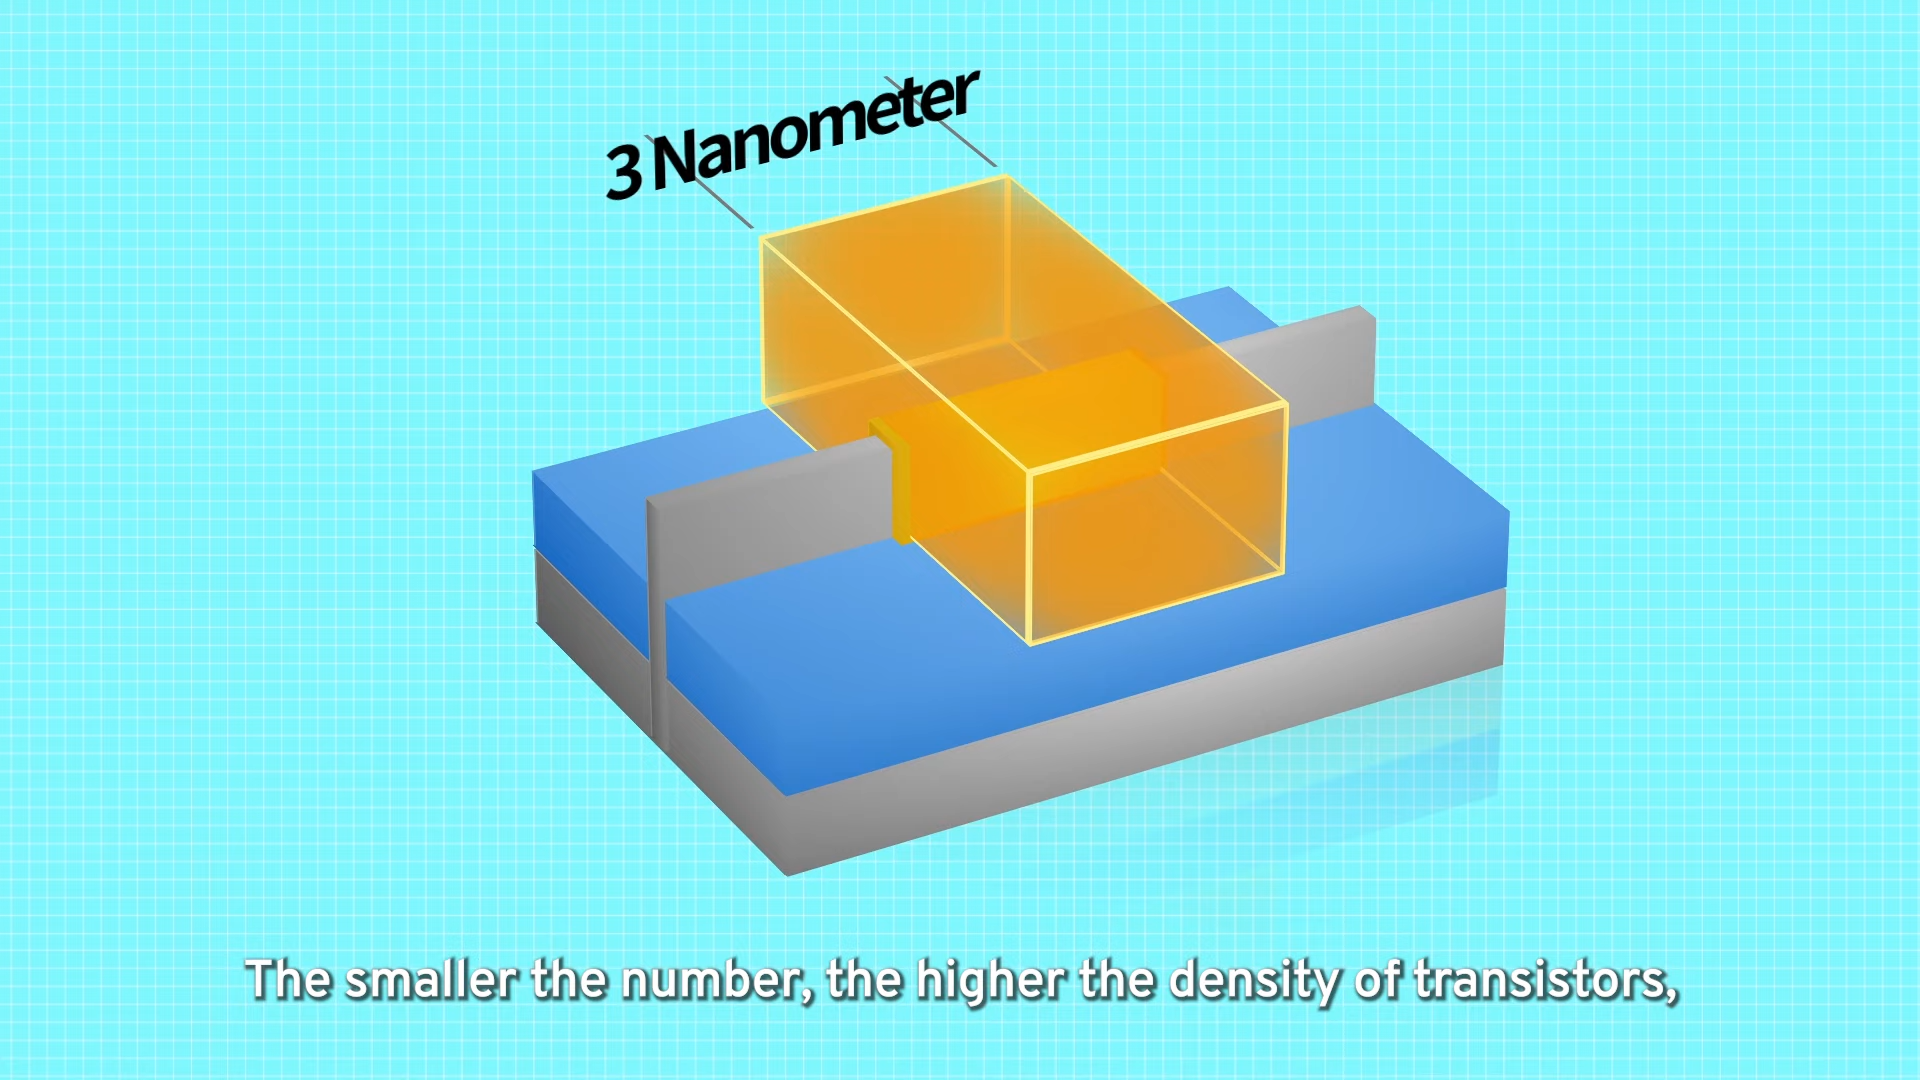 3 Nanometer
The smaller the number, the higher the density of transistors,